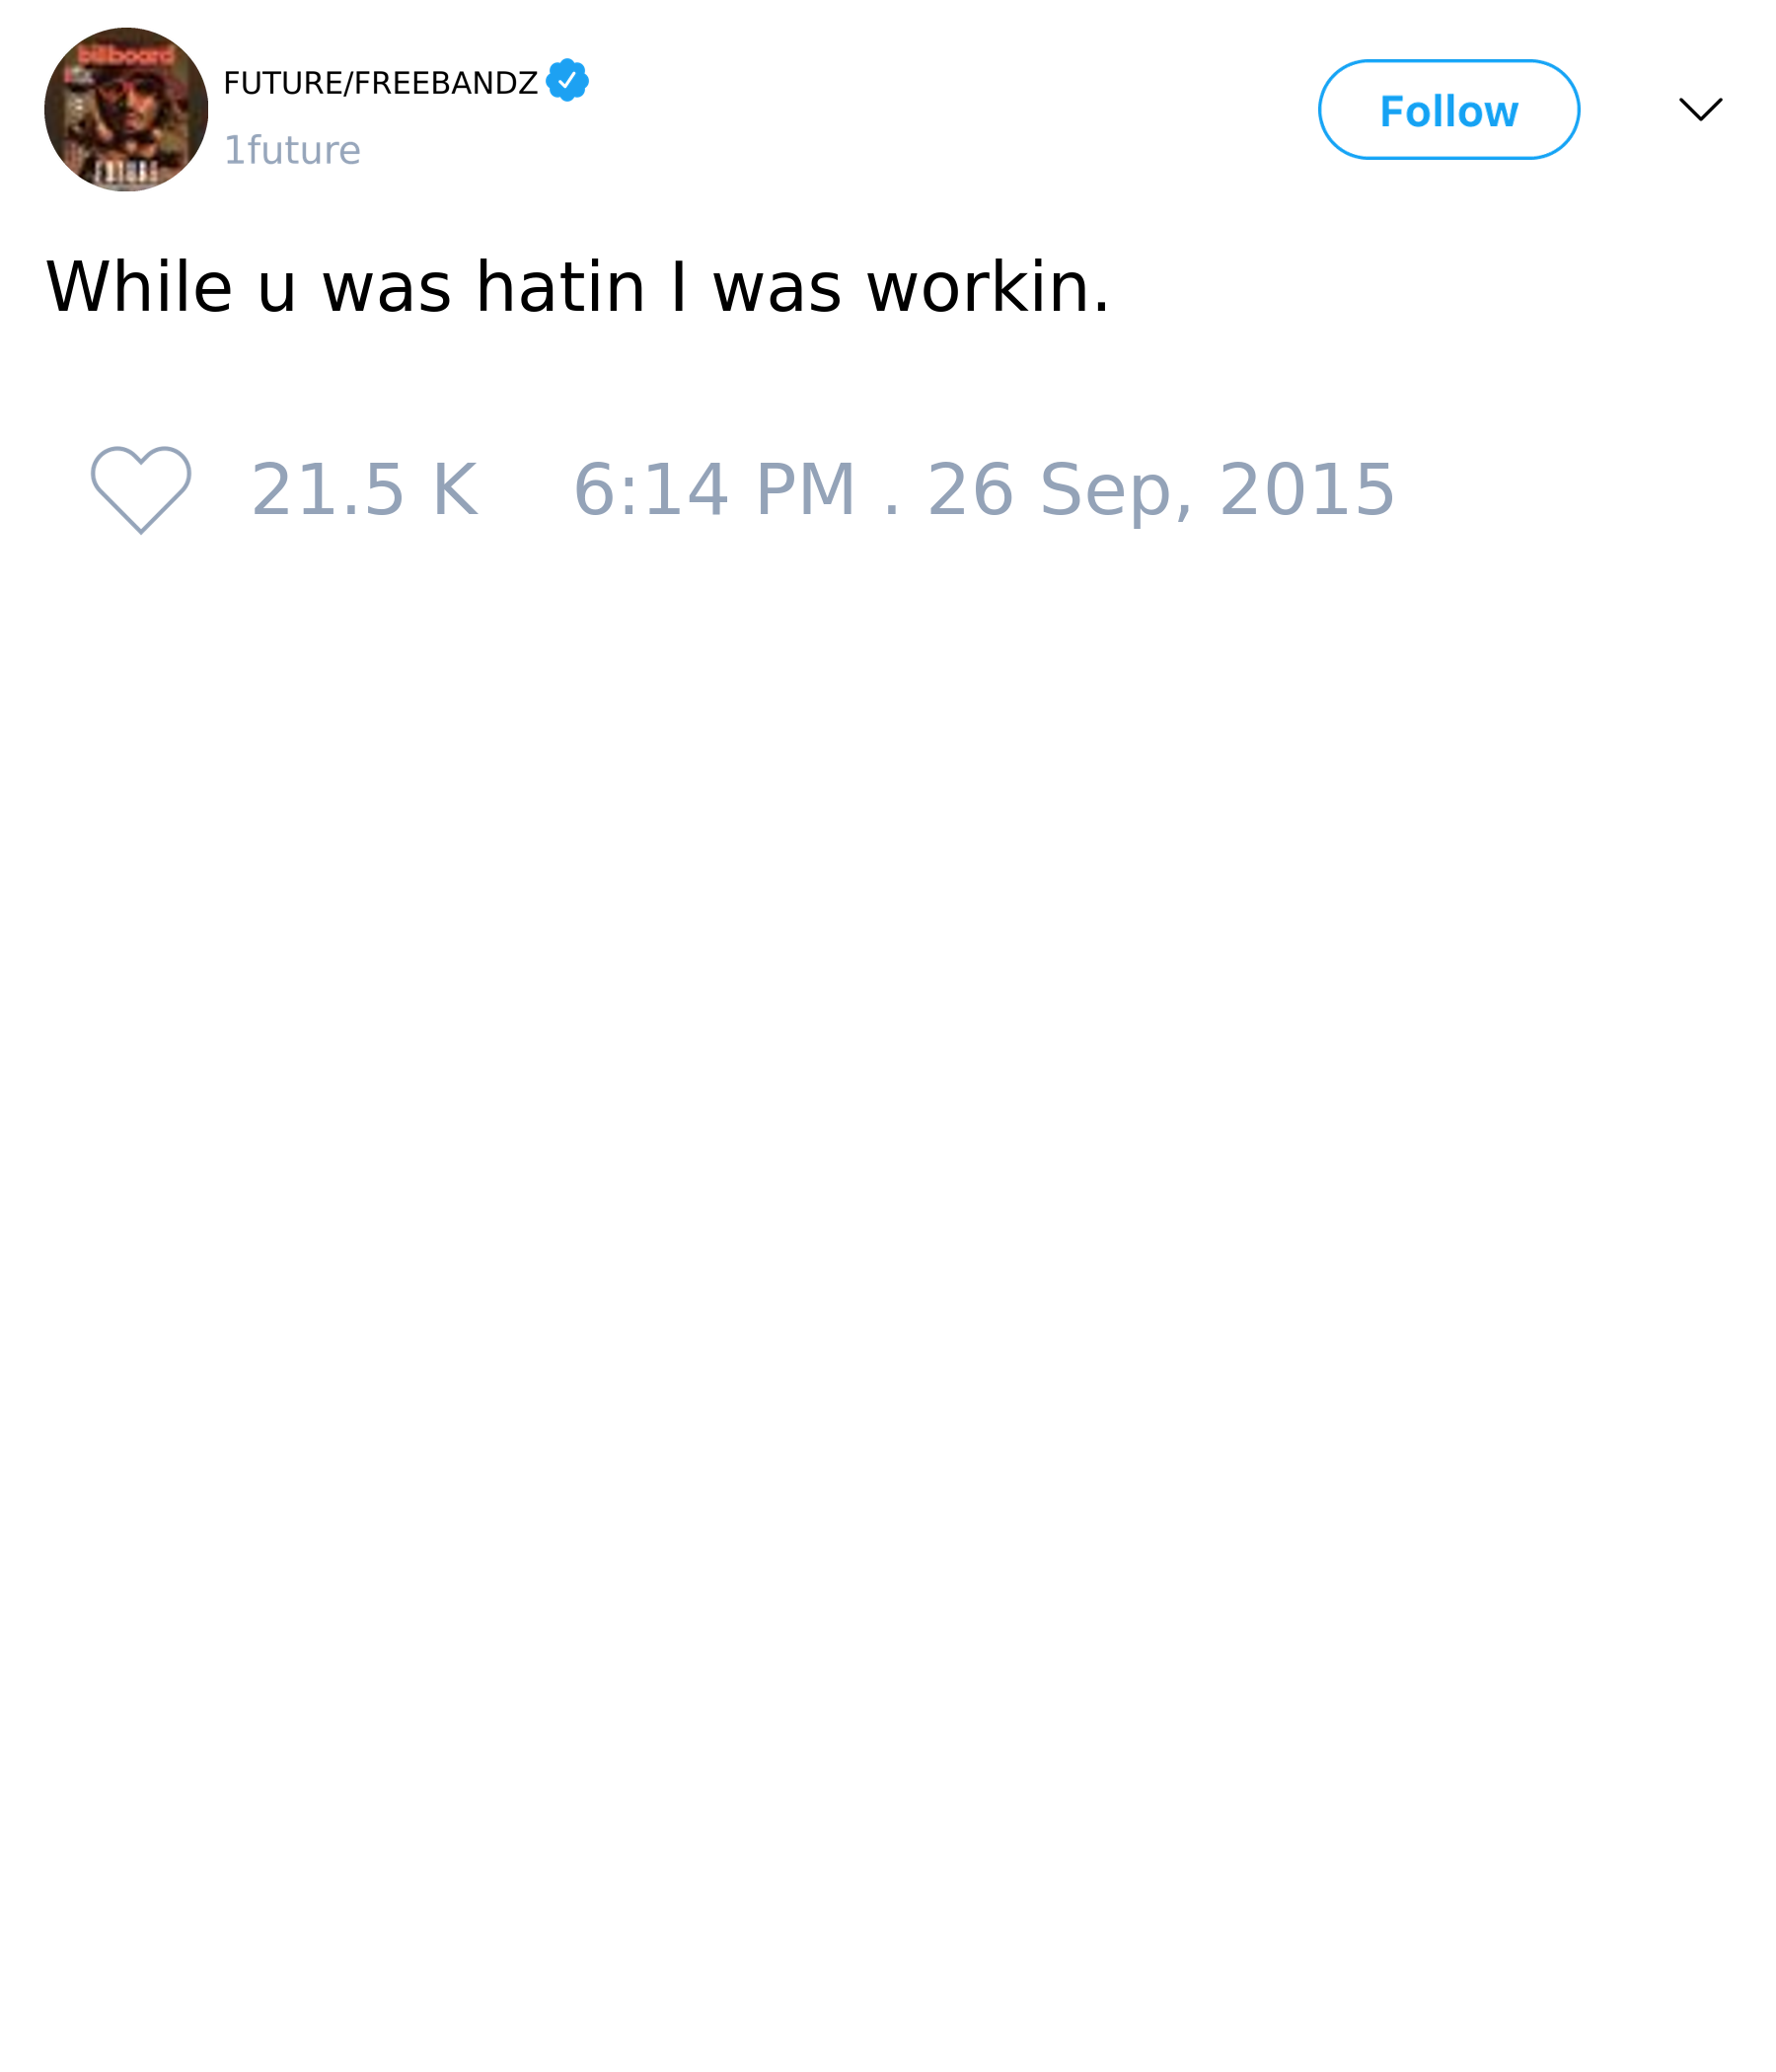 billboard
FUTURE
FUTURE/FREEBANDZ
1future
Follow
While u was hatin I was workin.
21.5 K 6:14 PM . 26 Sep, 2015